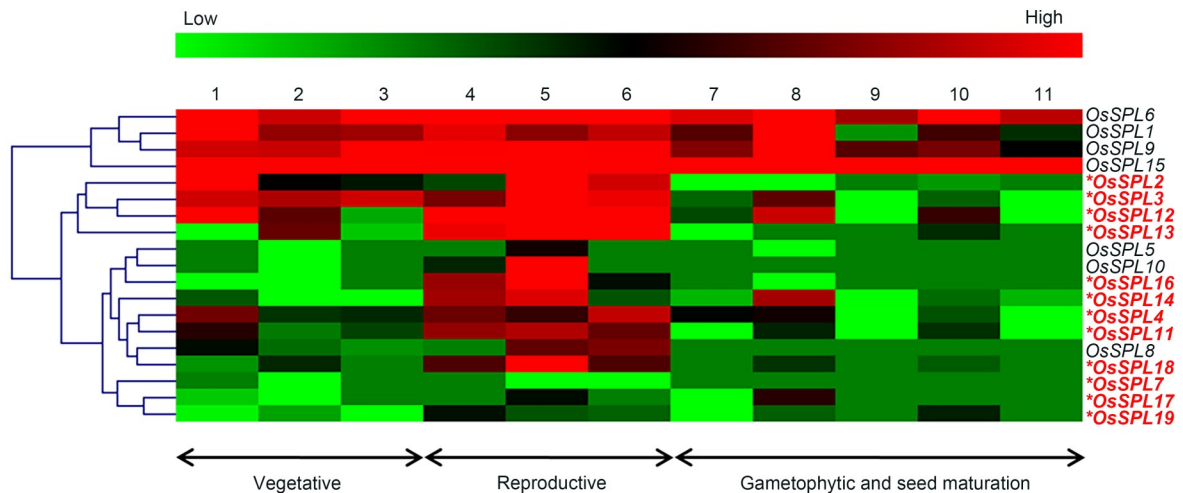 Low High
1 2 3 4 5 6 7 8 9 10 11
OsSPL6
OsSPL1
OsSPL9
OsSPL15
*OsSPL2
*OsSPL3
*OsSPL12
*OsSPL13
OsSPL5
OsSPL10
*OsSPL16
*OsSPL14
*OsSPL4
*OsSPL11
OsSPL8
*OsSPL18
*OsSPL7
*OsSPL17
*OsSPL19
Vegetative Reproductive Gametophytic and seed maturation